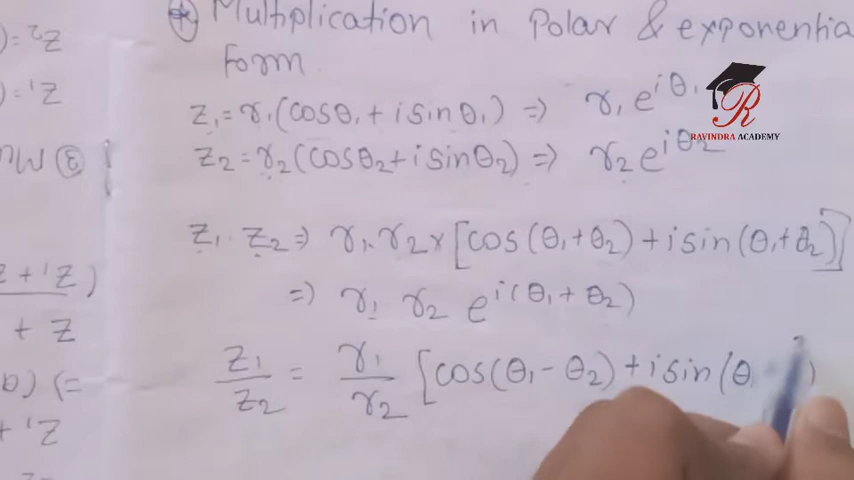 * Multiplication in Polar & exponentia
form
z₁ = r₁(cosθ₁ + i sinθ₁) => r₁ e^iθ₁
z₂ = r₂(cosθ₂ + i sinθ₂) => r₂ e^iθ₂
RAVINDRA ACADEMY
z₁ . z₂ => r₁. r₂ × [cos(θ₁+θ₂) + i sin(θ₁+θ₂)]
=> r₁ r₂ e^i(θ₁ + θ₂)
z₁/z₂ = r₁/r₂ [cos(θ₁ - θ₂) + i sin(θ